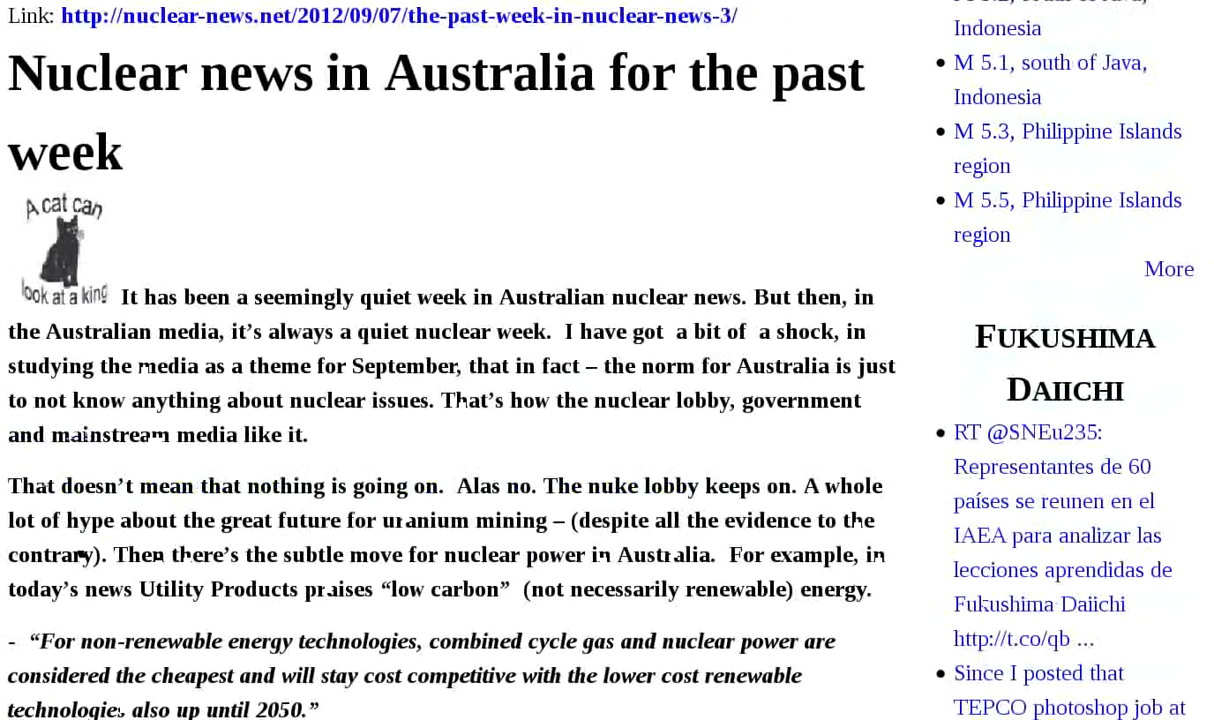 Link: http://nuclear-news.net/2012/09/07/the-past-week-in-nuclear-news-3/
Nuclear news in Australia for the past
week
A cat can
look at a king
It has been a seemingly quiet week in Australian nuclear news. But then, in
the Australian media, it’s always a quiet nuclear week.  I have got  a bit of  a shock, in
studying the media as a theme for September, that in fact – the norm for Australia is just
to not know anything about nuclear issues. That’s how the nuclear lobby, government
and mainstream media like it.
That doesn’t mean that nothing is going on.  Alas no. The nuke lobby keeps on. A whole
lot of hype about the great future for uranium mining – (despite all the evidence to the
contrary). Then there’s the subtle move for nuclear power in Australia.  For example, in
today’s news Utility Products praises “low carbon”  (not necessarily renewable) energy.
-  “For non-renewable energy technologies, combined cycle gas and nuclear power are
considered the cheapest and will stay cost competitive with the lower cost renewable
technologies also up until 2050.”
Indonesia
M 5.1, south of Java,
Indonesia
M 5.3, Philippine Islands
region
M 5.5, Philippine Islands
region
More
FUKUSHIMA
DAIICHI
RT @SNEu235:
Representantes de 60
países se reunen en el
IAEA para analizar las
lecciones aprendidas de
Fukushima Daiichi
http://t.co/qb ...
Since I posted that
TEPCO photoshop job at